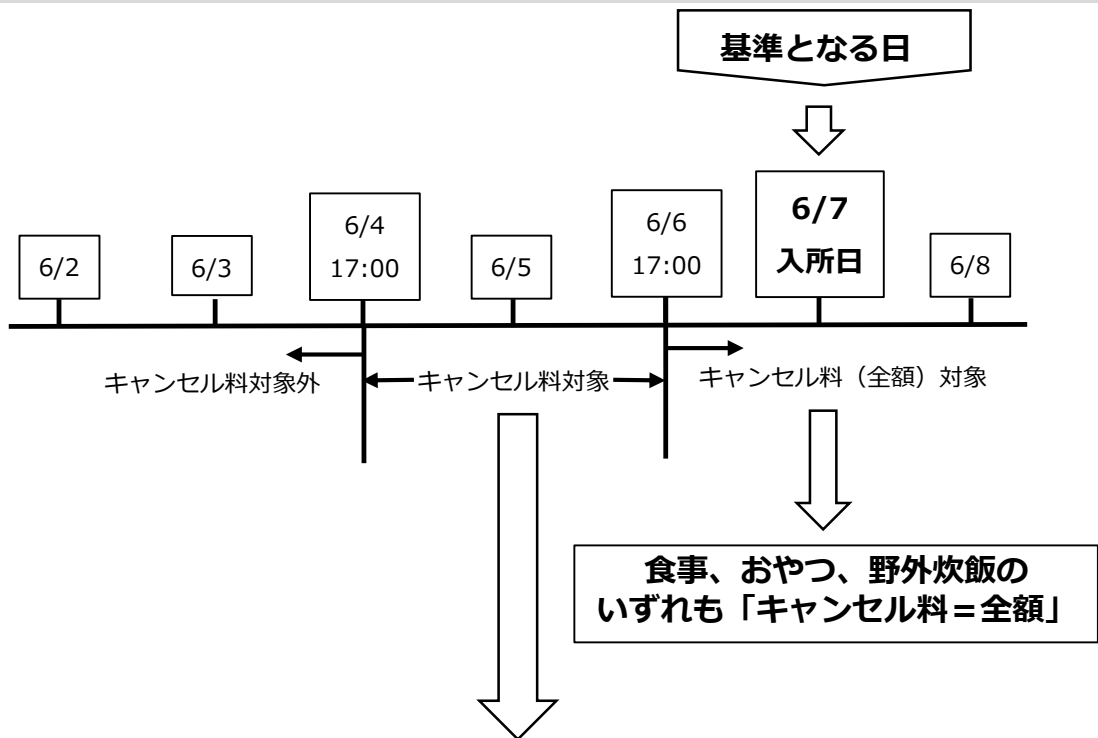 基準となる日
6/2
6/3
6/4
17:00
6/5
6/6
17:00
6/7
入所日
6/8
キャンセル料対象外
キャンセル料対象
キャンセル料（全額）対象
食事、おやつ、野外炊飯の
いずれも「キャンセル料＝全額」